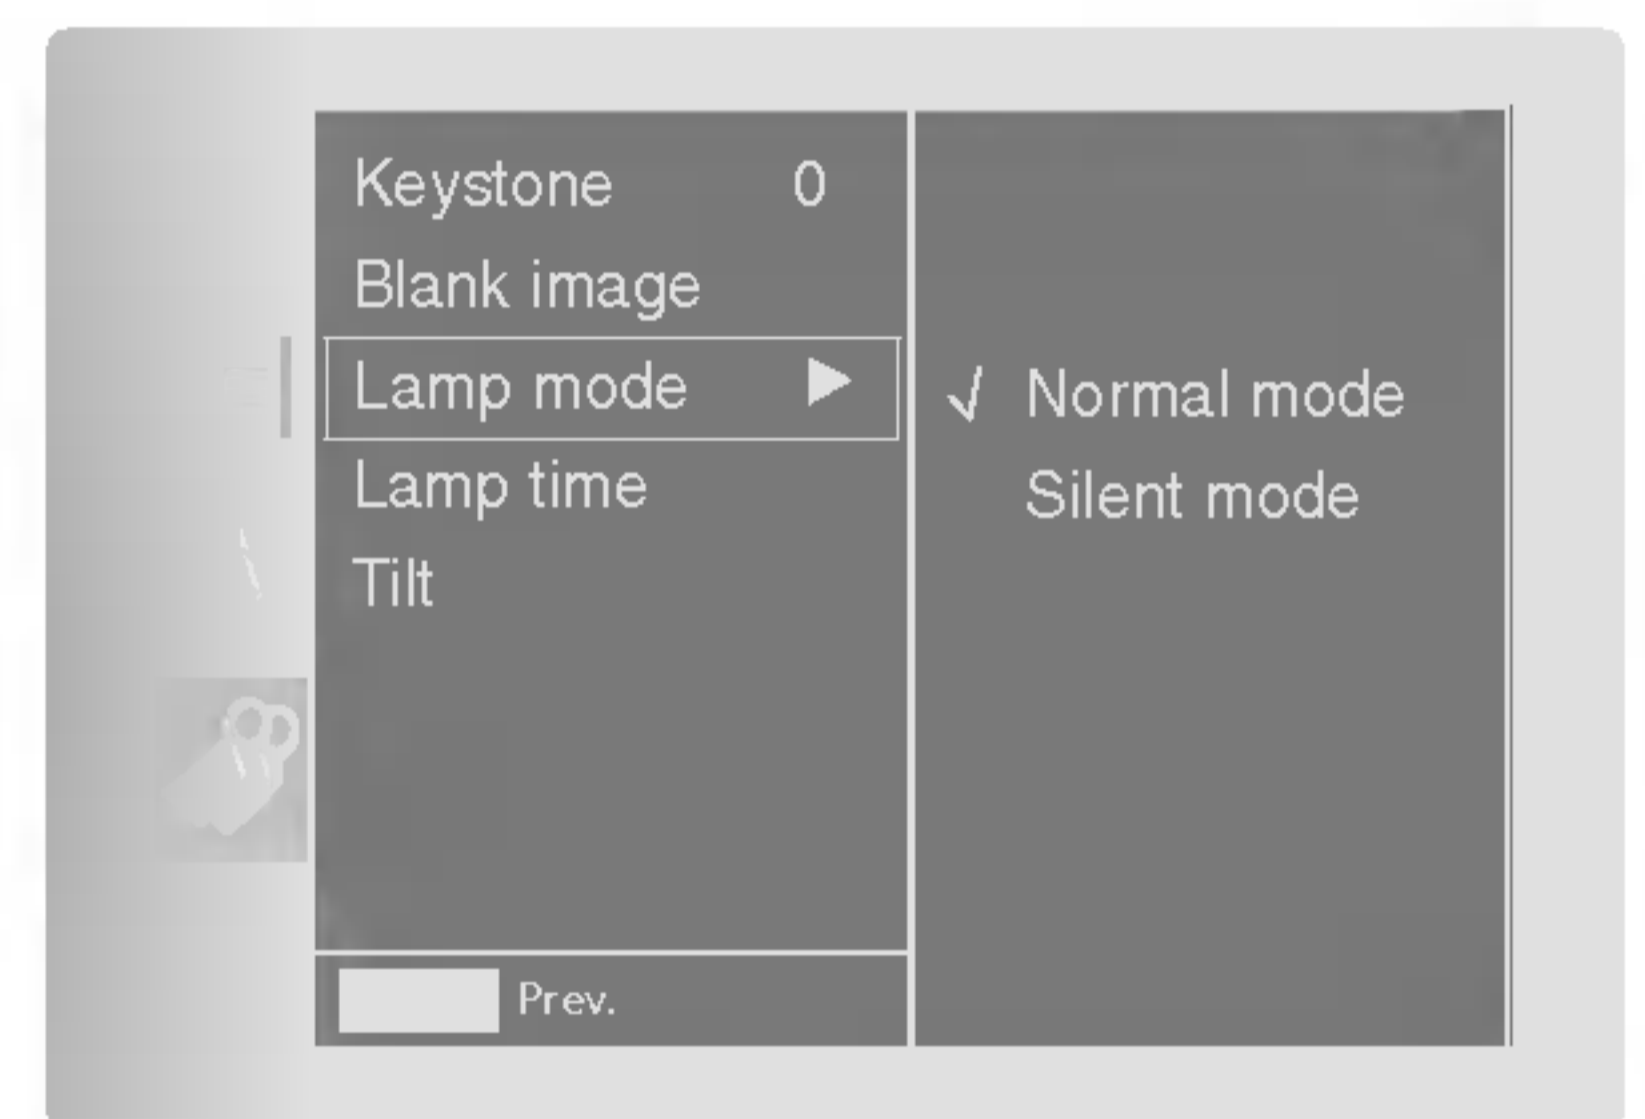 Keystone 0
Blank image
Lamp mode ▶
Lamp time
Tilt
√ Normal mode
Silent mode
Prev.